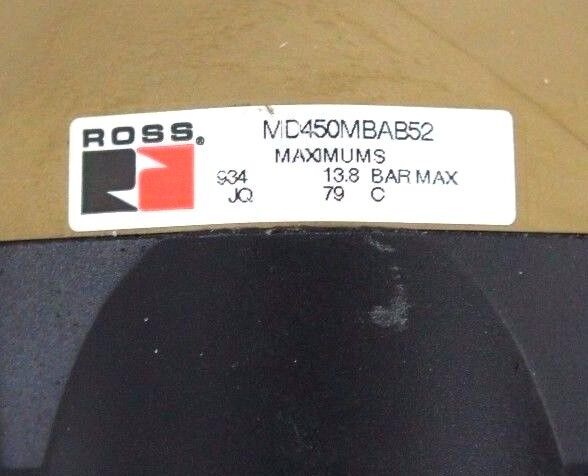 ROSS® MD450MBAB52
MAXIMUMS
934 13.8 BAR MAX
JQ 79 C